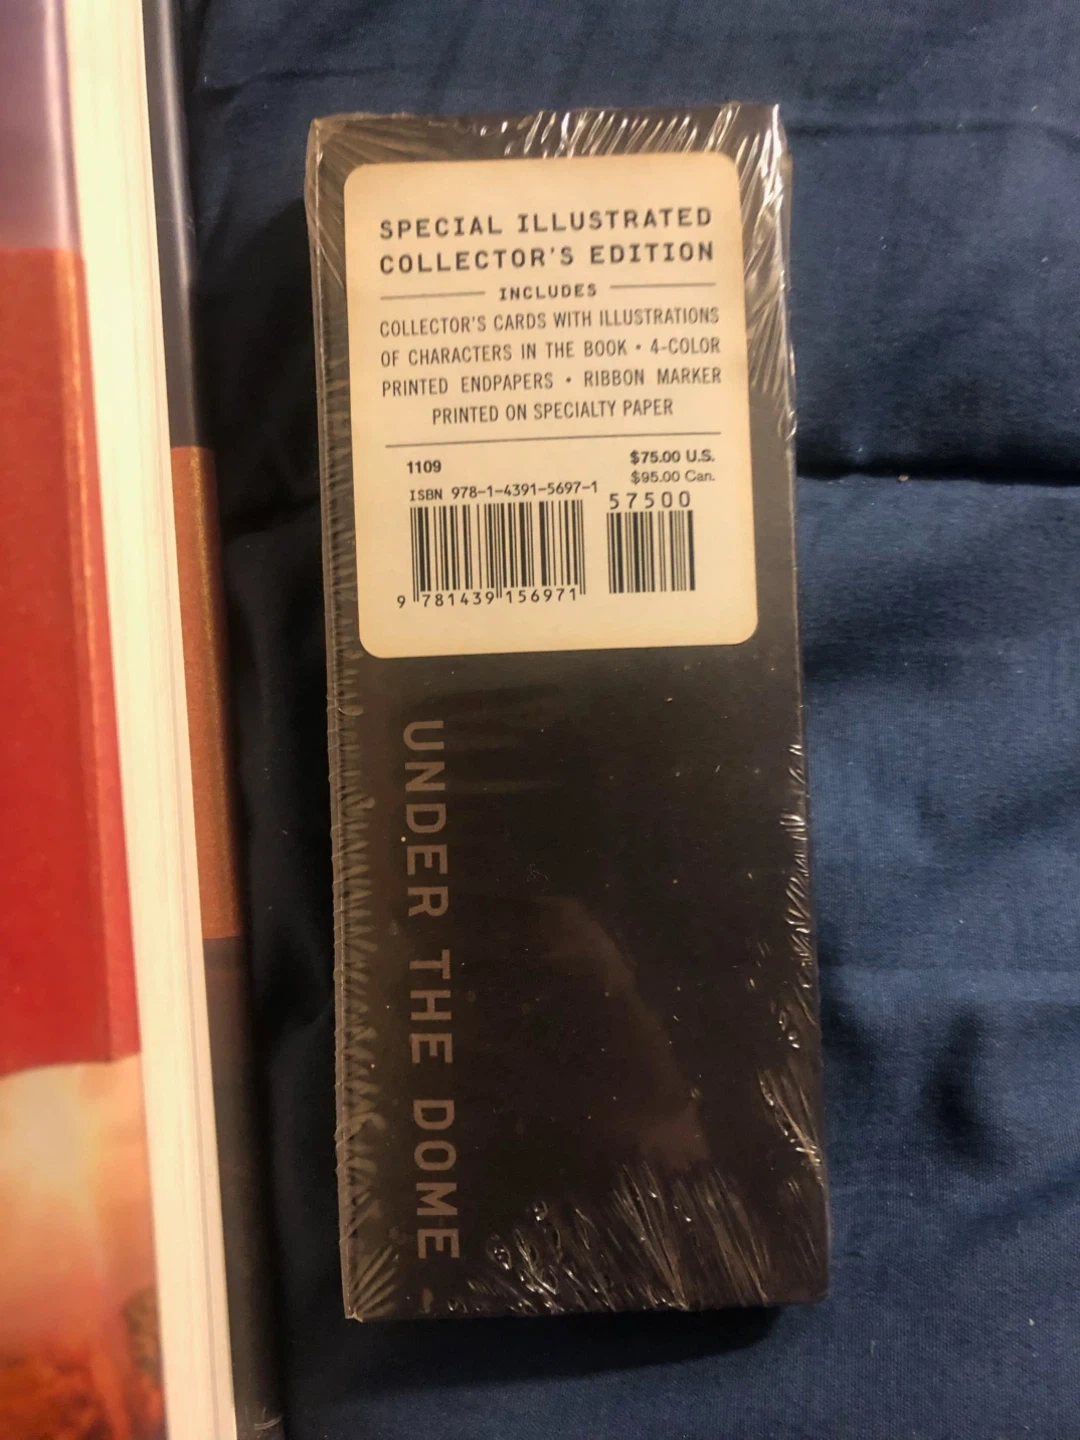 SPECIAL ILLUSTRATED
COLLECTOR'S EDITION
INCLUDES
COLLECTOR'S CARDS WITH ILLUSTRATIONS
OF CHARACTERS IN THE BOOK • 4-COLOR
PRINTED ENDPAPERS • RIBBON MARKER
PRINTED ON SPECIALTY PAPER
1109
$75.00 U.S.
$95.00 Can.
ISBN 978-1-4391-5697-1
57500
9 781439 156971
UNDER THE DOME